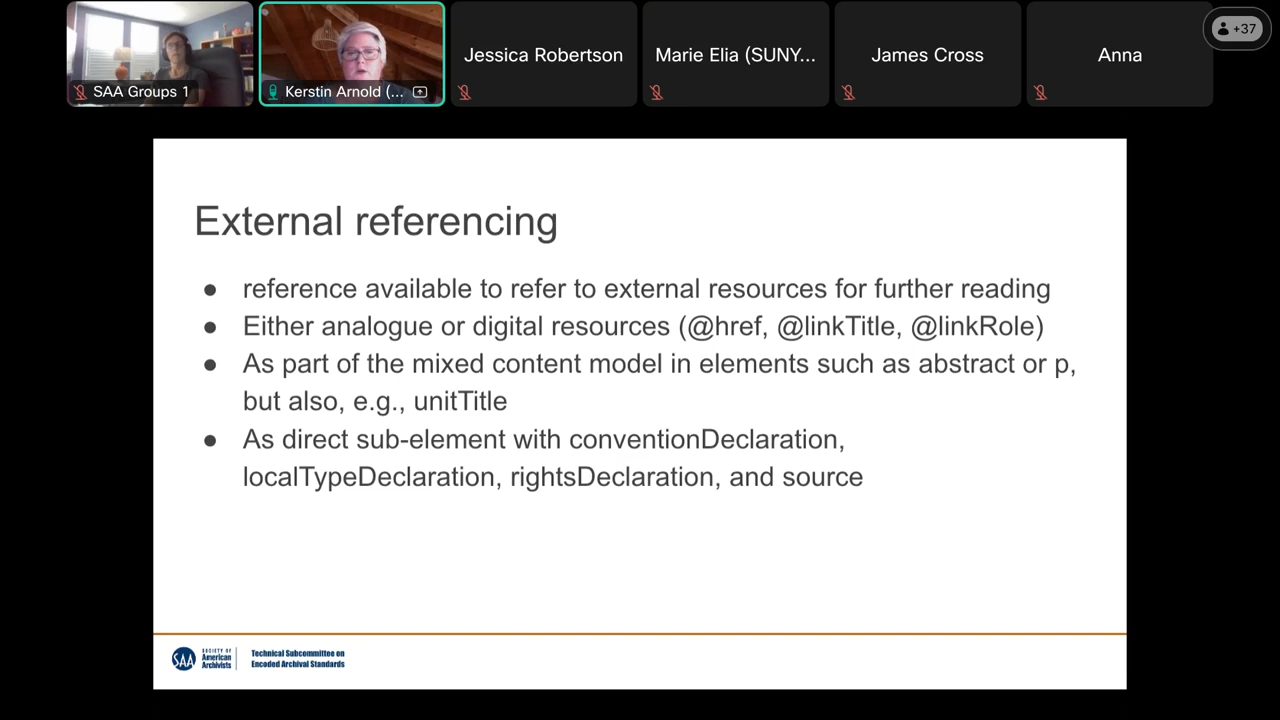 SAA Groups 1
Kerstin Arnold (...
Jessica Robertson
Marie Elia (SUNY...
James Cross
Anna
+37
External referencing
● reference available to refer to external resources for further reading
● Either analogue or digital resources (@href, @linkTitle, @linkRole)
● As part of the mixed content model in elements such as abstract or p,
but also, e.g., unitTitle
● As direct sub-element with conventionDeclaration,
localTypeDeclaration, rightsDeclaration, and source
SAA
SOCIETY OF
American
Archivists
Technical Subcommittee on
Encoded Archival Standards